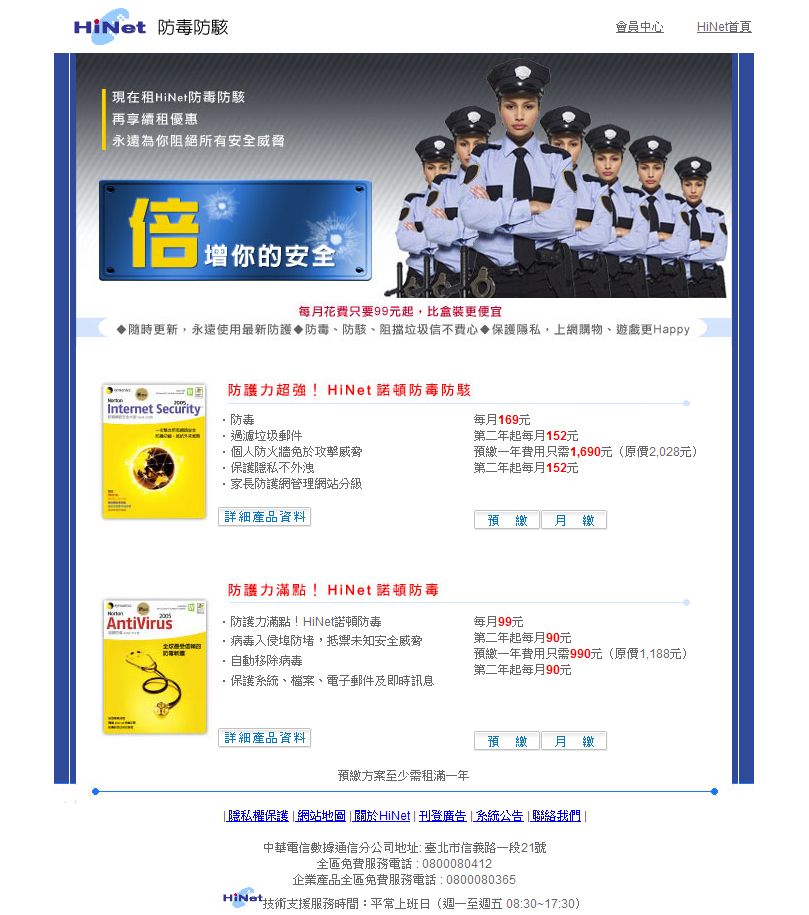 HiNet 防毒防駭
會員中心 HiNet首頁
現在租HiNet防毒防駭
再享續租優惠
永遠為你阻絕所有安全威脅
倍增你的安全
每月花費只要99元起，比盒裝更便宜
◆隨時更新，永遠使用最新防護◆防毒、防駭、阻擋垃圾信不費心◆保護隱私，上網購物、遊戲更Happy
防護力超強！ HiNet 諾頓防毒防駭
Norton
2005
Internet Security
‧防毒
‧過濾垃圾郵件
‧個人防火牆免於攻擊威脅
‧保護隱私不外洩
‧家長防護網管理網站分級
每月169元
第二年起每月152元
預繳一年費用只需1,690元（原價2,028元）
第二年起每月152元
詳細產品資料
預 繳 月 繳
防護力滿點！ HiNet 諾頓防毒
Norton
2005
AntiVirus
全球最受信賴的
防毒軟體
‧防護力滿點！HiNet諾頓防毒
‧病毒入侵埠防堵，抵禦未知安全威脅
‧自動移除病毒
‧保護系統、檔案、電子郵件及即時訊息
每月99元
第二年起每月90元
預繳一年費用只需990元（原價1,188元）
第二年起每月90元
詳細產品資料
預 繳 月 繳
預繳方案至少需租滿一年
| 隱私權保護 | 網站地圖 | 關於HiNet | 刊登廣告 | 系統公告 | 聯絡我們 |
中華電信數據通信分公司地址: 臺北市信義路一段21號
全區免費服務電話 : 0800080412
企業產品全區免費服務電話 : 0800080365
HiNet 技術支援服務時間：平常上班日（週一至週五 08:30~17:30）